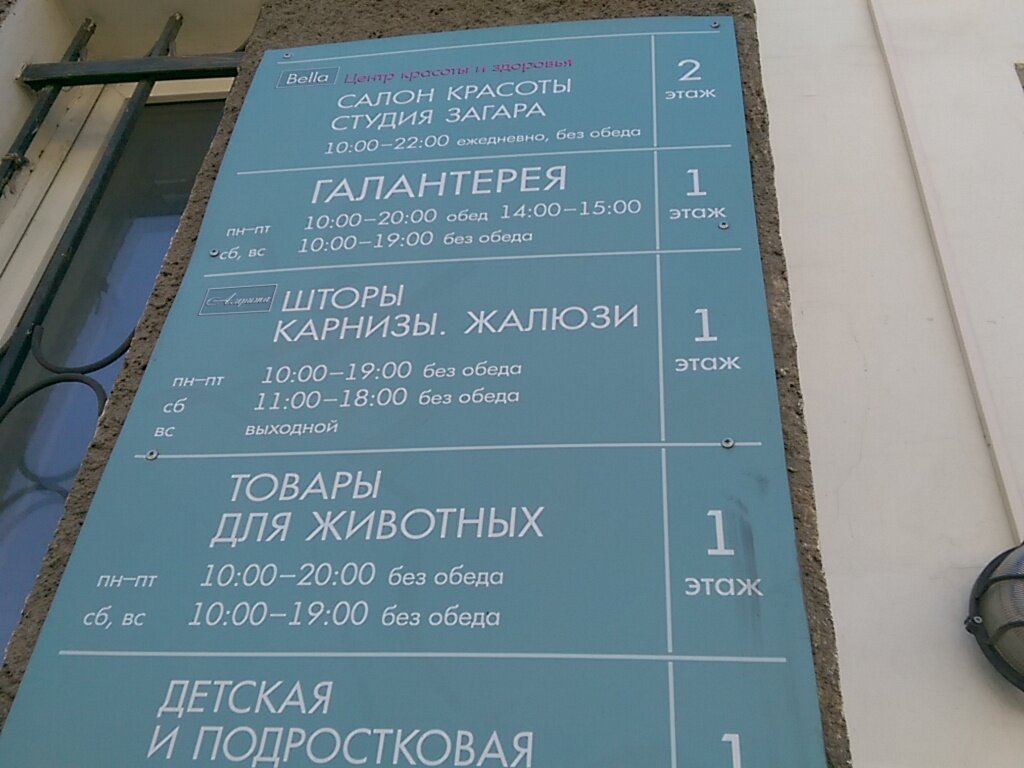 Bella Центр красоты и здоровья
САЛОН КРАСОТЫ
СТУДИЯ ЗАГАРА
10:00–22:00 ежедневно, без обеда
2
этаж
ГАЛАНТЕРЕЯ
пн–пт 10:00–20:00 обед 14:00–15:00
сб, вс 10:00–19:00 без обеда
1
этаж
ШТОРЫ
КАРНИЗЫ. ЖАЛЮЗИ
пн–пт 10:00–19:00 без обеда
сб 11:00–18:00 без обеда
вс выходной
1
этаж
ТОВАРЫ
ДЛЯ ЖИВОТНЫХ
пн–пт 10:00–20:00 без обеда
сб, вс 10:00–19:00 без обеда
1
этаж
ДЕТСКАЯ
И ПОДРОСТКОВАЯ
1